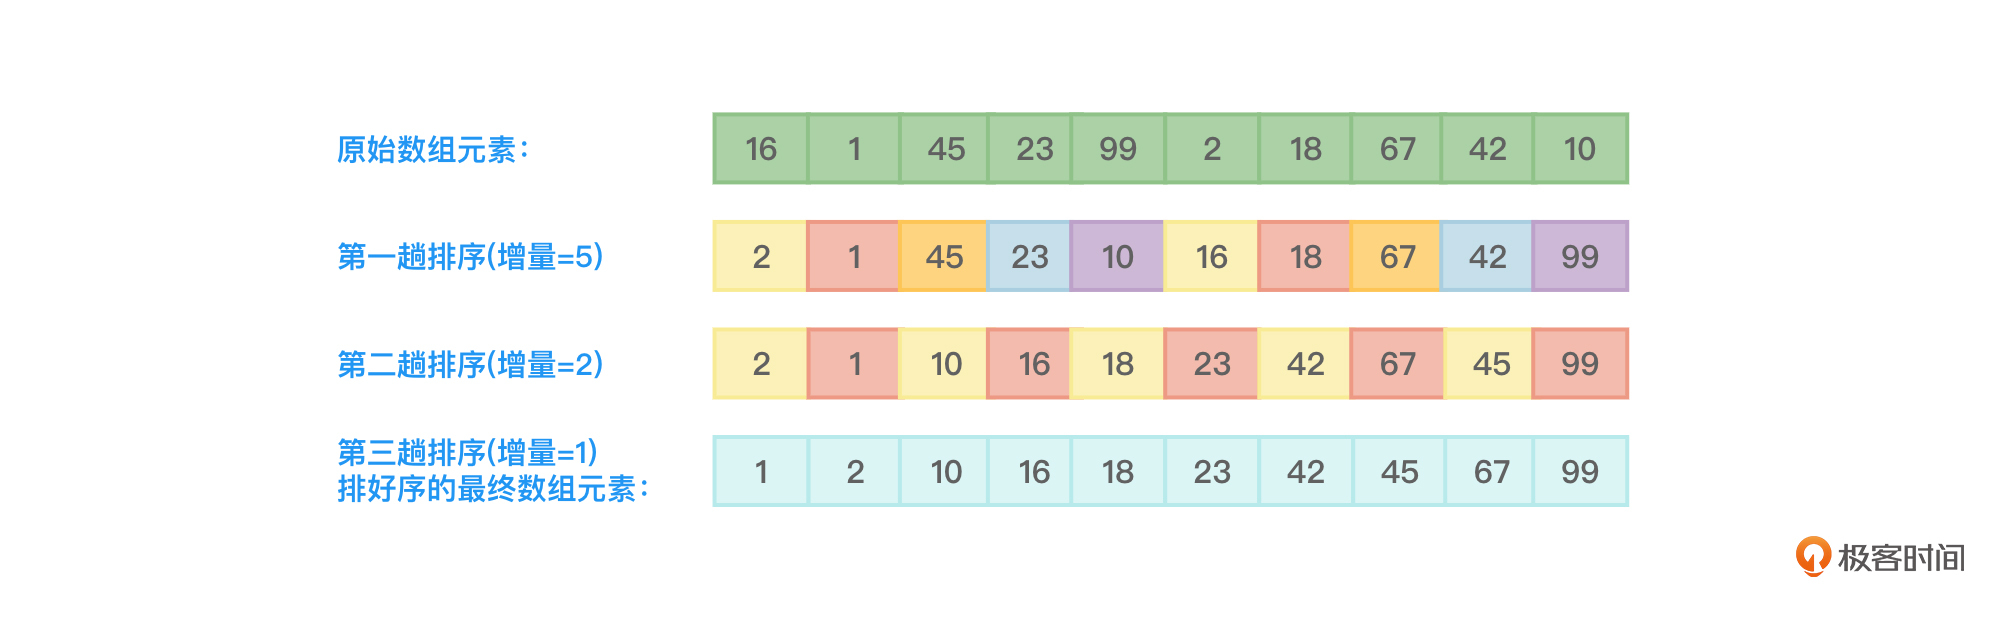 原始数组元素： 16 1 45 23 99 2 18 67 42 10
第一趟排序(增量=5) 2 1 45 23 10 16 18 67 42 99
第二趟排序(增量=2) 2 1 10 16 18 23 42 67 45 99
第三趟排序(增量=1)
排好序的最终数组元素： 1 2 10 16 18 23 42 45 67 99
极客时间